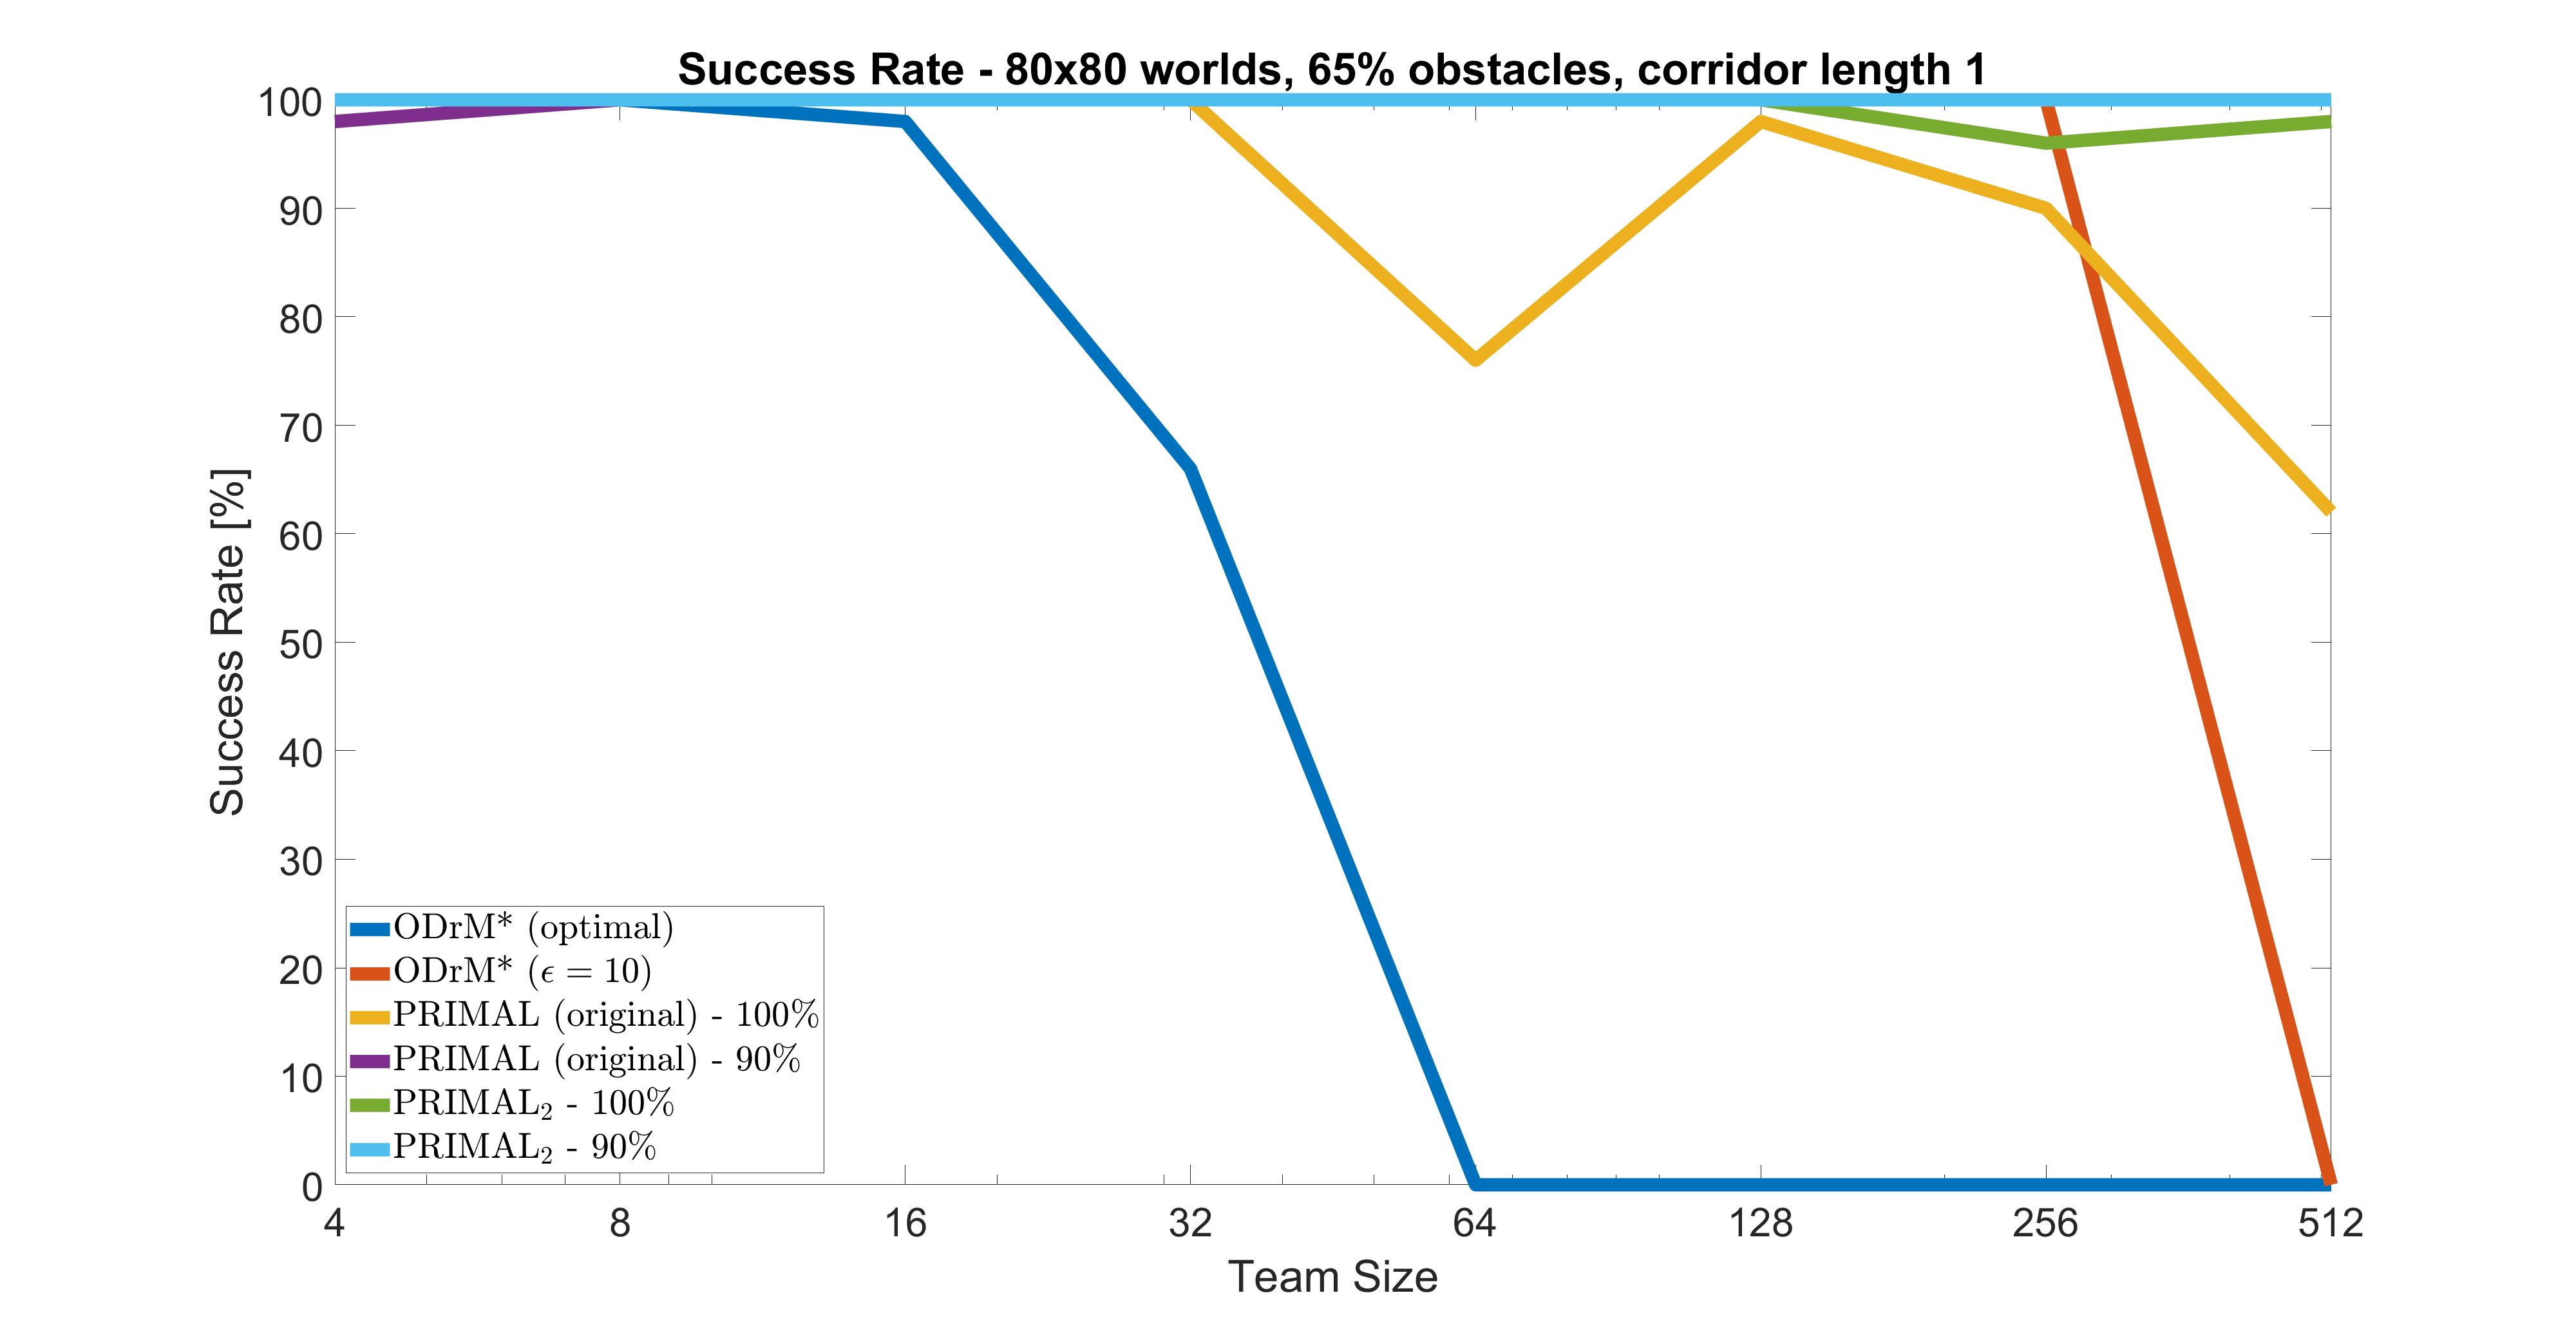 Success Rate - 80x80 worlds, 65% obstacles, corridor length 1
100
90
80
70
60
50
40
30
20
10
0
Success Rate [%]
ODrM* (optimal)
ODrM* (ϵ = 10)
PRIMAL (original) - 100%
PRIMAL (original) - 90%
PRIMAL₂ - 100%
PRIMAL₂ - 90%
4 8 16 32 64 128 256 512
Team Size